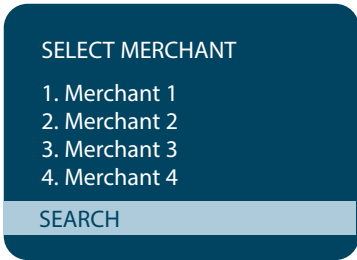 SELECT MERCHANT
1. Merchant 1
2. Merchant 2
3. Merchant 3
4. Merchant 4
SEARCH